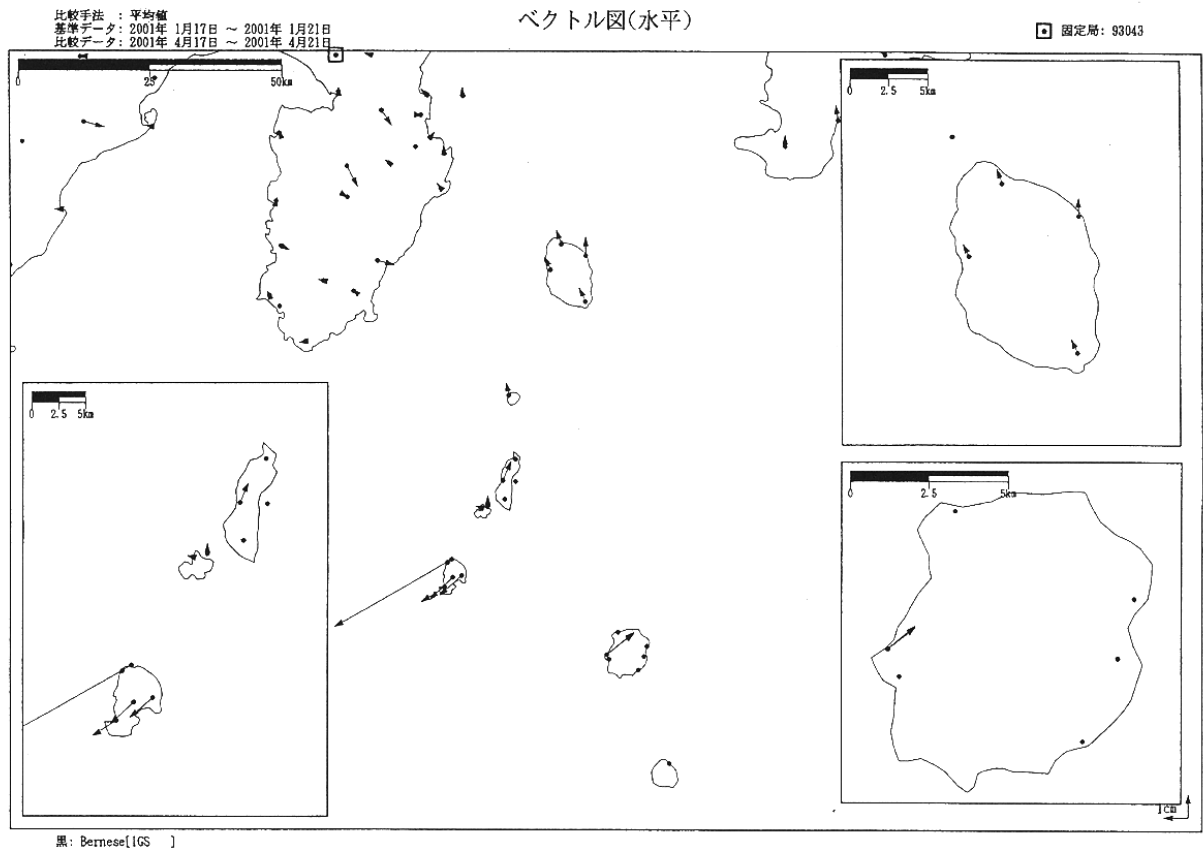 比較手法 : 平均値
基準データ: 2001年 1月17日 ～ 2001年 1月21日
比較データ: 2001年 4月17日 ～ 2001年 4月21日
ベクトル図(水平)
固定局: 93043
0 25 50km
0 2.5 5km
0 2.5 5km
0 2.5 5km
1cm
黒: Bernese[IGS ]